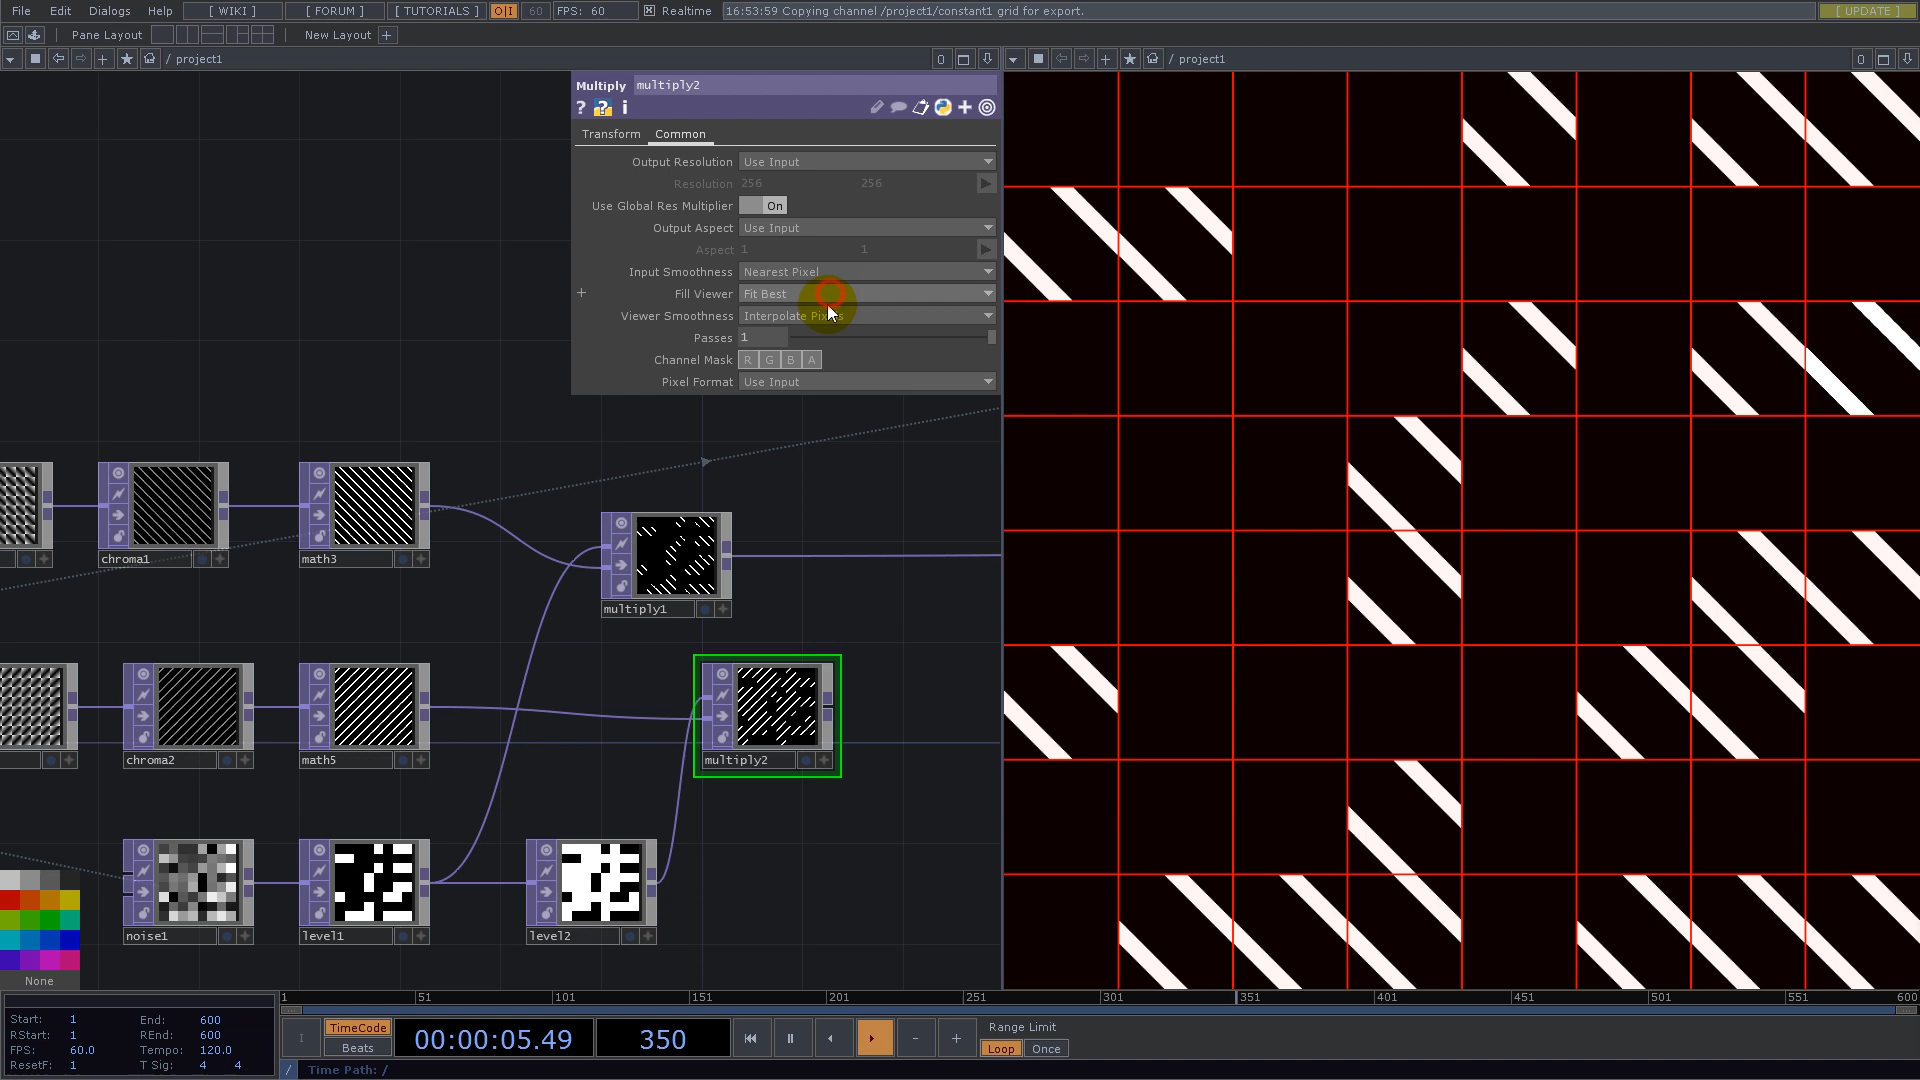 File Edit Dialogs Help [ WIKI ] [ FORUM ] [ TUTORIALS ] O|I 60 FPS: 60 Realtime 16:53:59 Copying channel /project1/constant1 grid for export. [ UPDATE ]
Pane Layout New Layout +
/ project1 0 / project1 0
Multiply multiply2
? ? i
Transform Common
Output Resolution Use Input
Resolution 256 256
Use Global Res Multiplier On
Output Aspect Use Input
Aspect 1 1
Input Smoothness Nearest Pixel
+ Fill Viewer Fit Best
Viewer Smoothness Interpolate Pixels
Passes 1
Channel Mask R G B A
Pixel Format Use Input
chroma1 math3
multiply1
chroma2 math5 multiply2
noise1 level1 level2
None
1 51 101 151 201 251 301 351 401 451 501 551 600
Start: 1 End: 600
RStart: 1 REnd: 600
FPS: 60.0 Tempo: 120.0
ResetF: 1 T Sig: 4 4
TimeCode
Beats
00:00:05.49 350
- +
Range Limit
Loop Once
/ Time Path: /